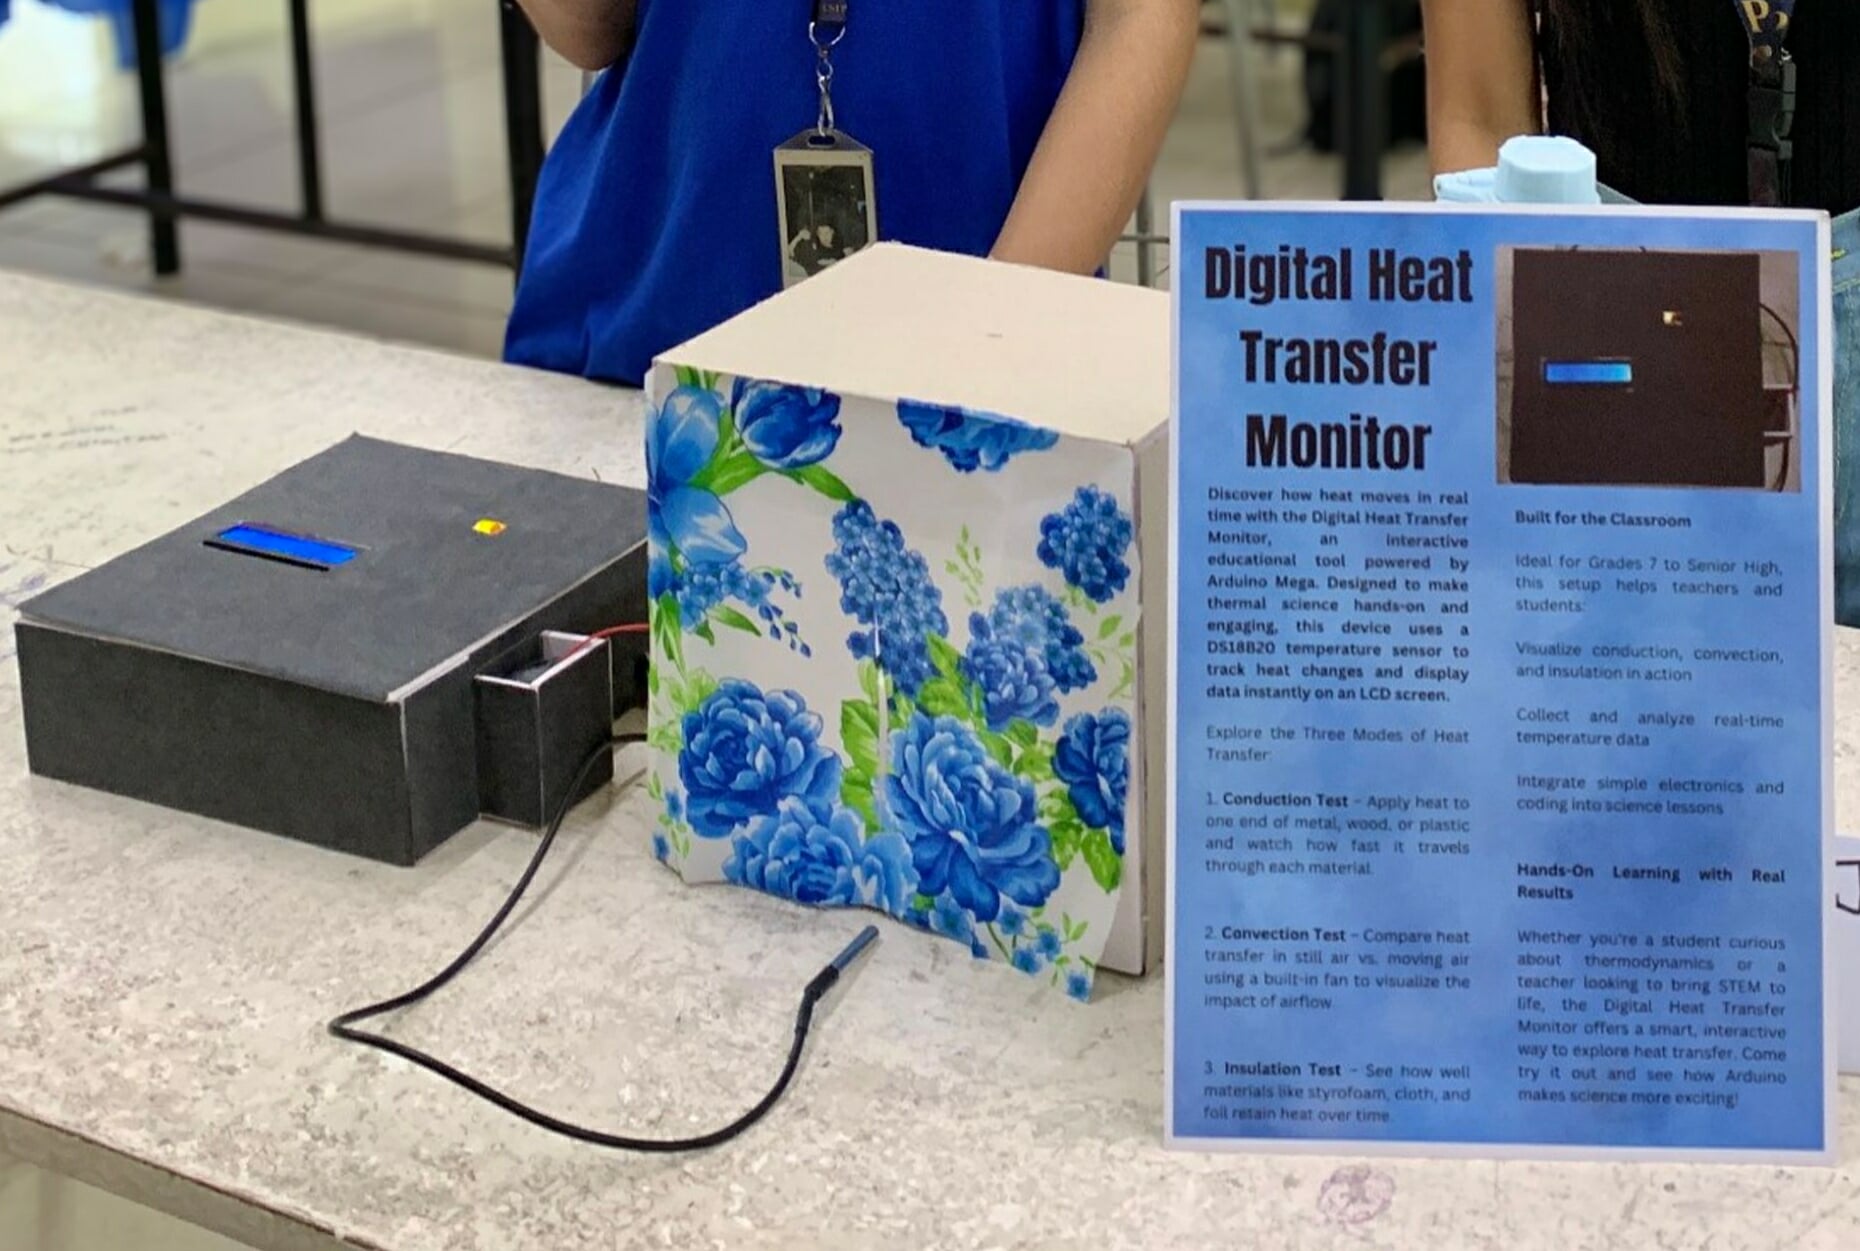 Digital Heat
Transfer
Monitor
Discover how heat moves in real
time with the Digital Heat Transfer
Monitor, an interactive
educational tool powered by
Arduino Mega. Designed to make
thermal science hands-on and
engaging, this device uses a
DS18B20 temperature sensor to
track heat changes and display
data instantly on an LCD screen.
Explore the Three Modes of Heat
Transfer:
1. Conduction Test – Apply heat to
one end of metal, wood, or plastic
and watch how fast it travels
through each material.
2. Convection Test – Compare heat
transfer in still air vs. moving air
using a built-in fan to visualize the
impact of airflow
3. Insulation Test – See how well
materials like styrofoam, cloth, and
foil retain heat over time.
Built for the Classroom
Ideal for Grades 7 to Senior High,
this setup helps teachers and
students:
Visualize conduction, convection,
and insulation in action
Collect and analyze real-time
temperature data
Integrate simple electronics and
coding into science lessons
Hands-On Learning with Real
Results
Whether you're a student curious
about thermodynamics or a
teacher looking to bring STEM to
life, the Digital Heat Transfer
Monitor offers a smart, interactive
way to explore heat transfer. Come
try it out and see how Arduino
makes science more exciting!